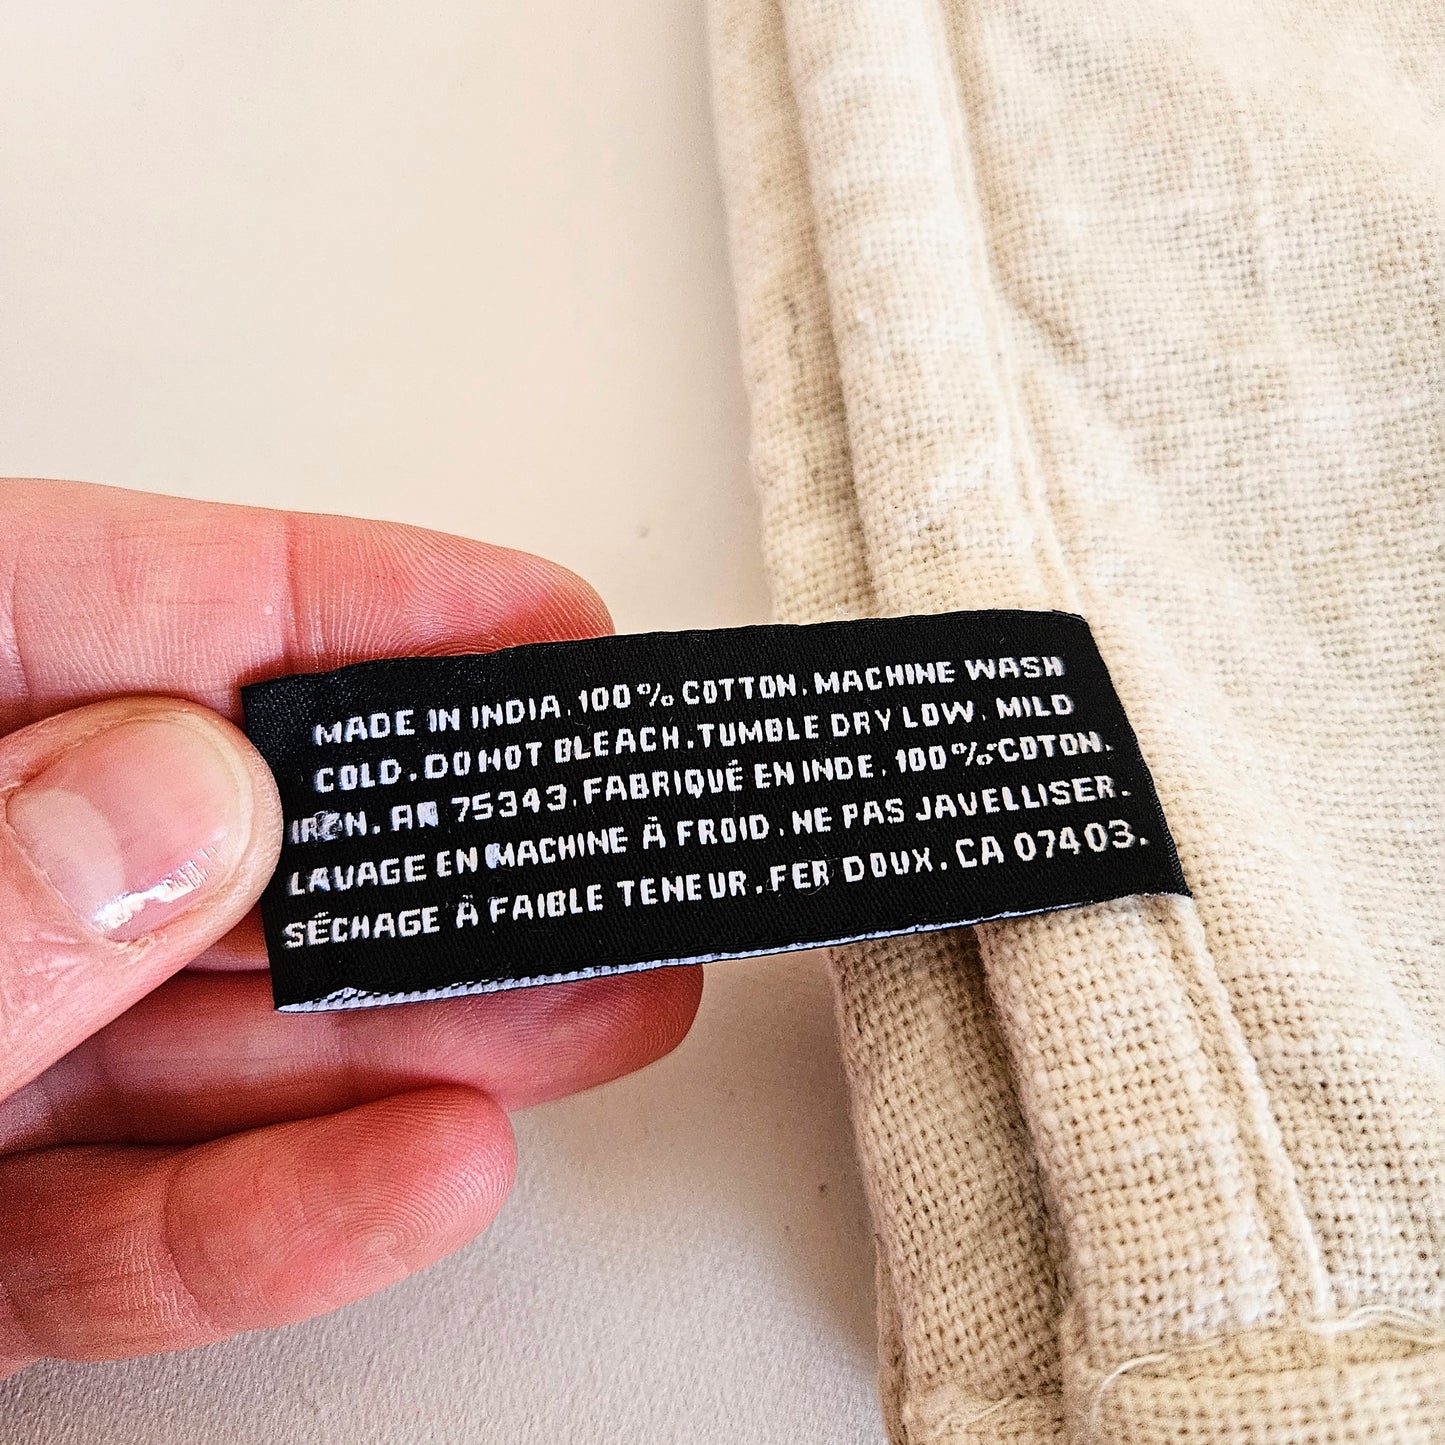 MADE IN INDIA. 100% COTTON. MACHINE WASH
COLD. DO NOT BLEACH. TUMBLE DRY LOW. MILD
IRON. RN 75343. FABRIQUÉ EN INDE. 100% COTON.
LAVAGE EN MACHINE À FROID. NE PAS JAVELLISER.
SÉCHAGE À FAIBLE TENEUR. FER DOUX. CA 07403.